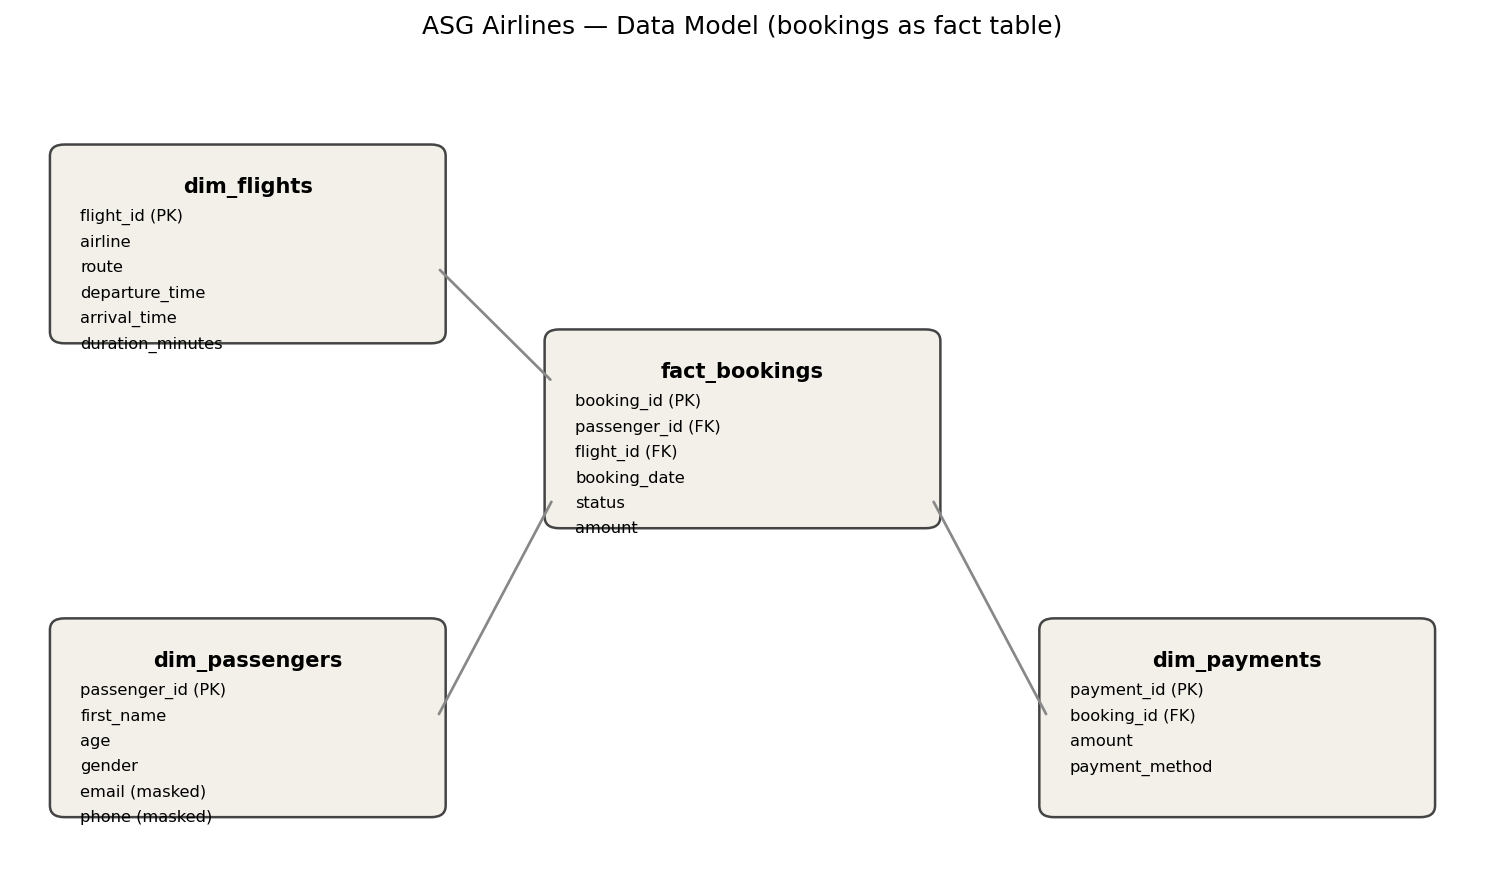 ASG Airlines — Data Model (bookings as fact table)
dim_flights
flight_id (PK)
airline
route
departure_time
arrival_time
duration_minutes
fact_bookings
booking_id (PK)
passenger_id (FK)
flight_id (FK)
booking_date
status
amount
dim_passengers
passenger_id (PK)
first_name
age
gender
email (masked)
phone (masked)
dim_payments
payment_id (PK)
booking_id (FK)
amount
payment_method